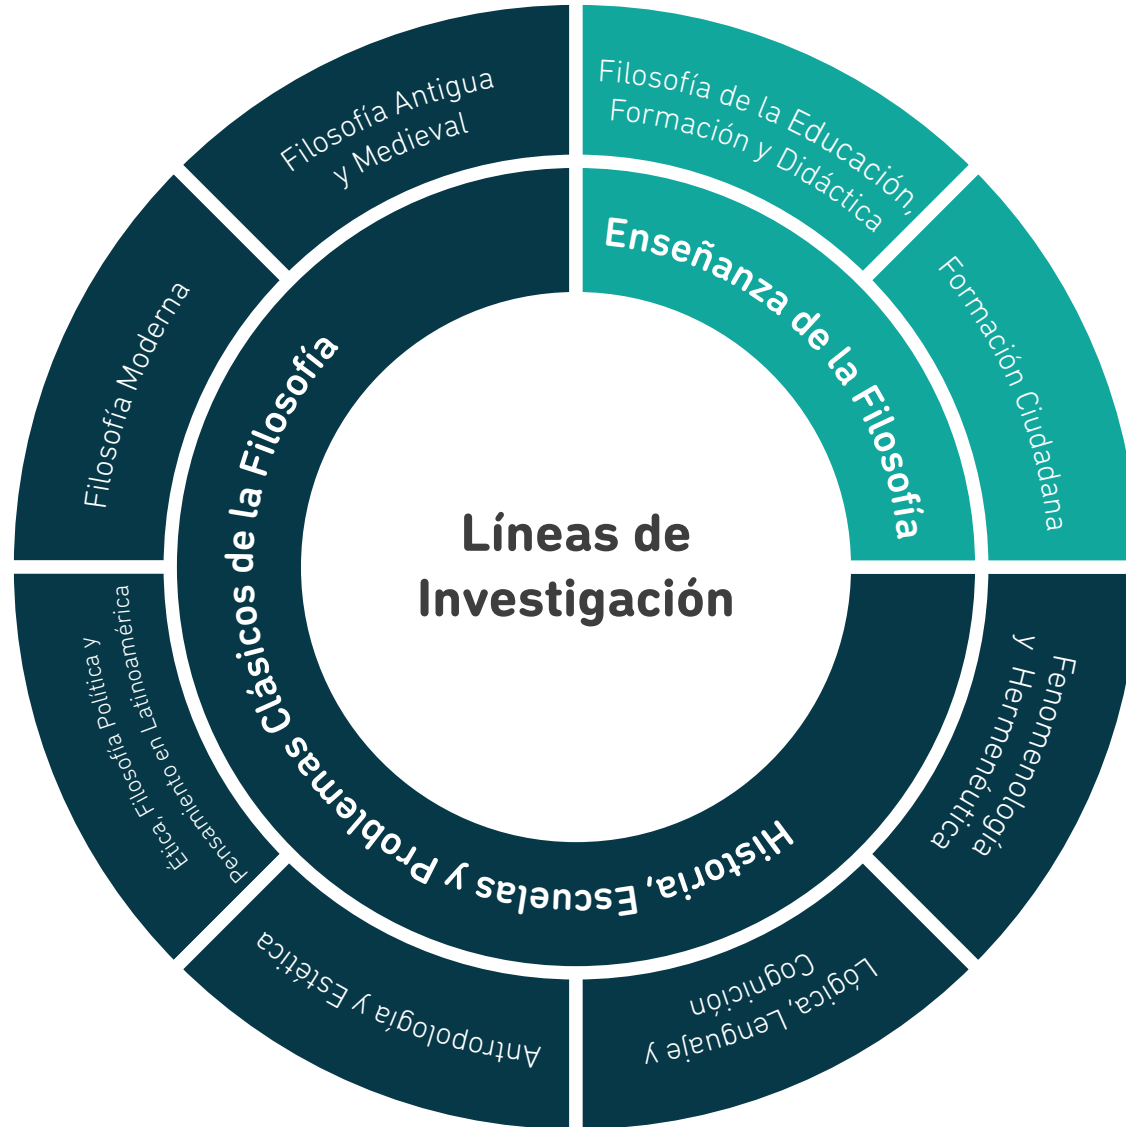 Líneas de
Investigación
Enseñanza de la Filosofía
Filosofía de la Educación,
Formación y Didáctica
Formación Ciudadana
Historia, Escuelas y Problemas Clásicos de la Filosofía
Fenomenología
y Hermenéutica
Lógica, Lenguaje y
Cognición
Antropología y Estética
Ética, Filosofía Política y
Pensamiento en Latinoamérica
Filosofía Moderna
Filosofía Antigua
y Medieval